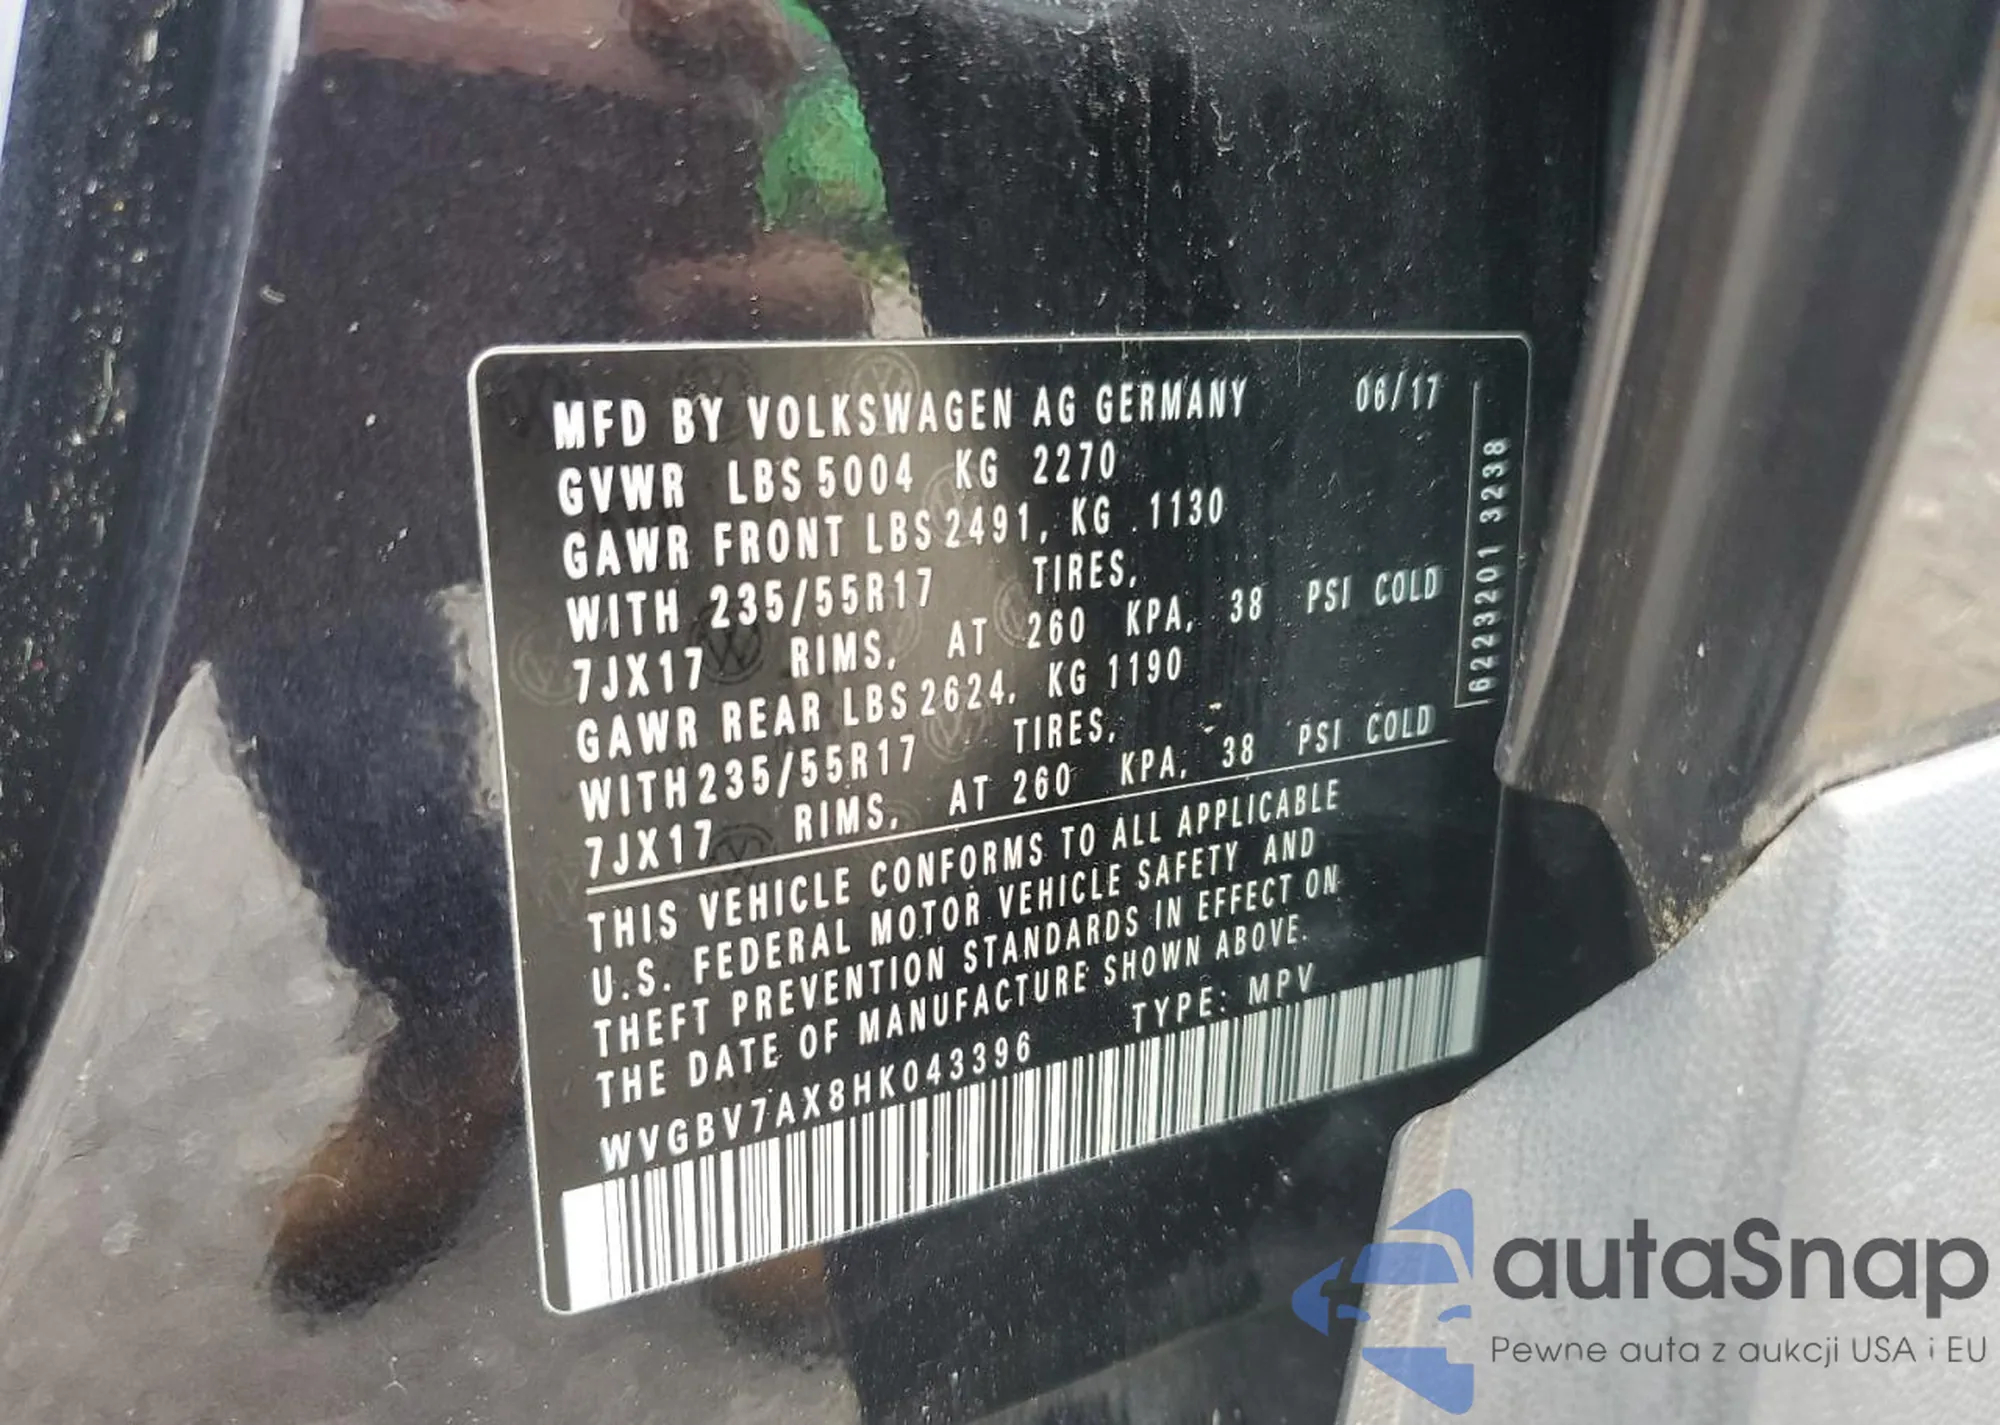 MFD BY VOLKSWAGEN AG GERMANY 06/17
GVWR LBS 5004 KG 2270
GAWR FRONT LBS 2491, KG .1130
WITH 235/55R17 TIRES,
7JX17 RIMS, AT 260 KPA, 38 PSI COLD
GAWR REAR LBS 2624, KG 1190
WITH 235/55R17 TIRES,
7JX17 RIMS, AT 260 KPA, 38 PSI COLD
THIS VEHICLE CONFORMS TO ALL APPLICABLE
U.S. FEDERAL MOTOR VEHICLE SAFETY AND
THEFT PREVENTION STANDARDS IN EFFECT ON
THE DATE OF MANUFACTURE SHOWN ABOVE.
WVGBV7AX8HK043396 TYPE: MPV
6223201 3238
autaSnap
Pewne auta z aukcji USA i EU